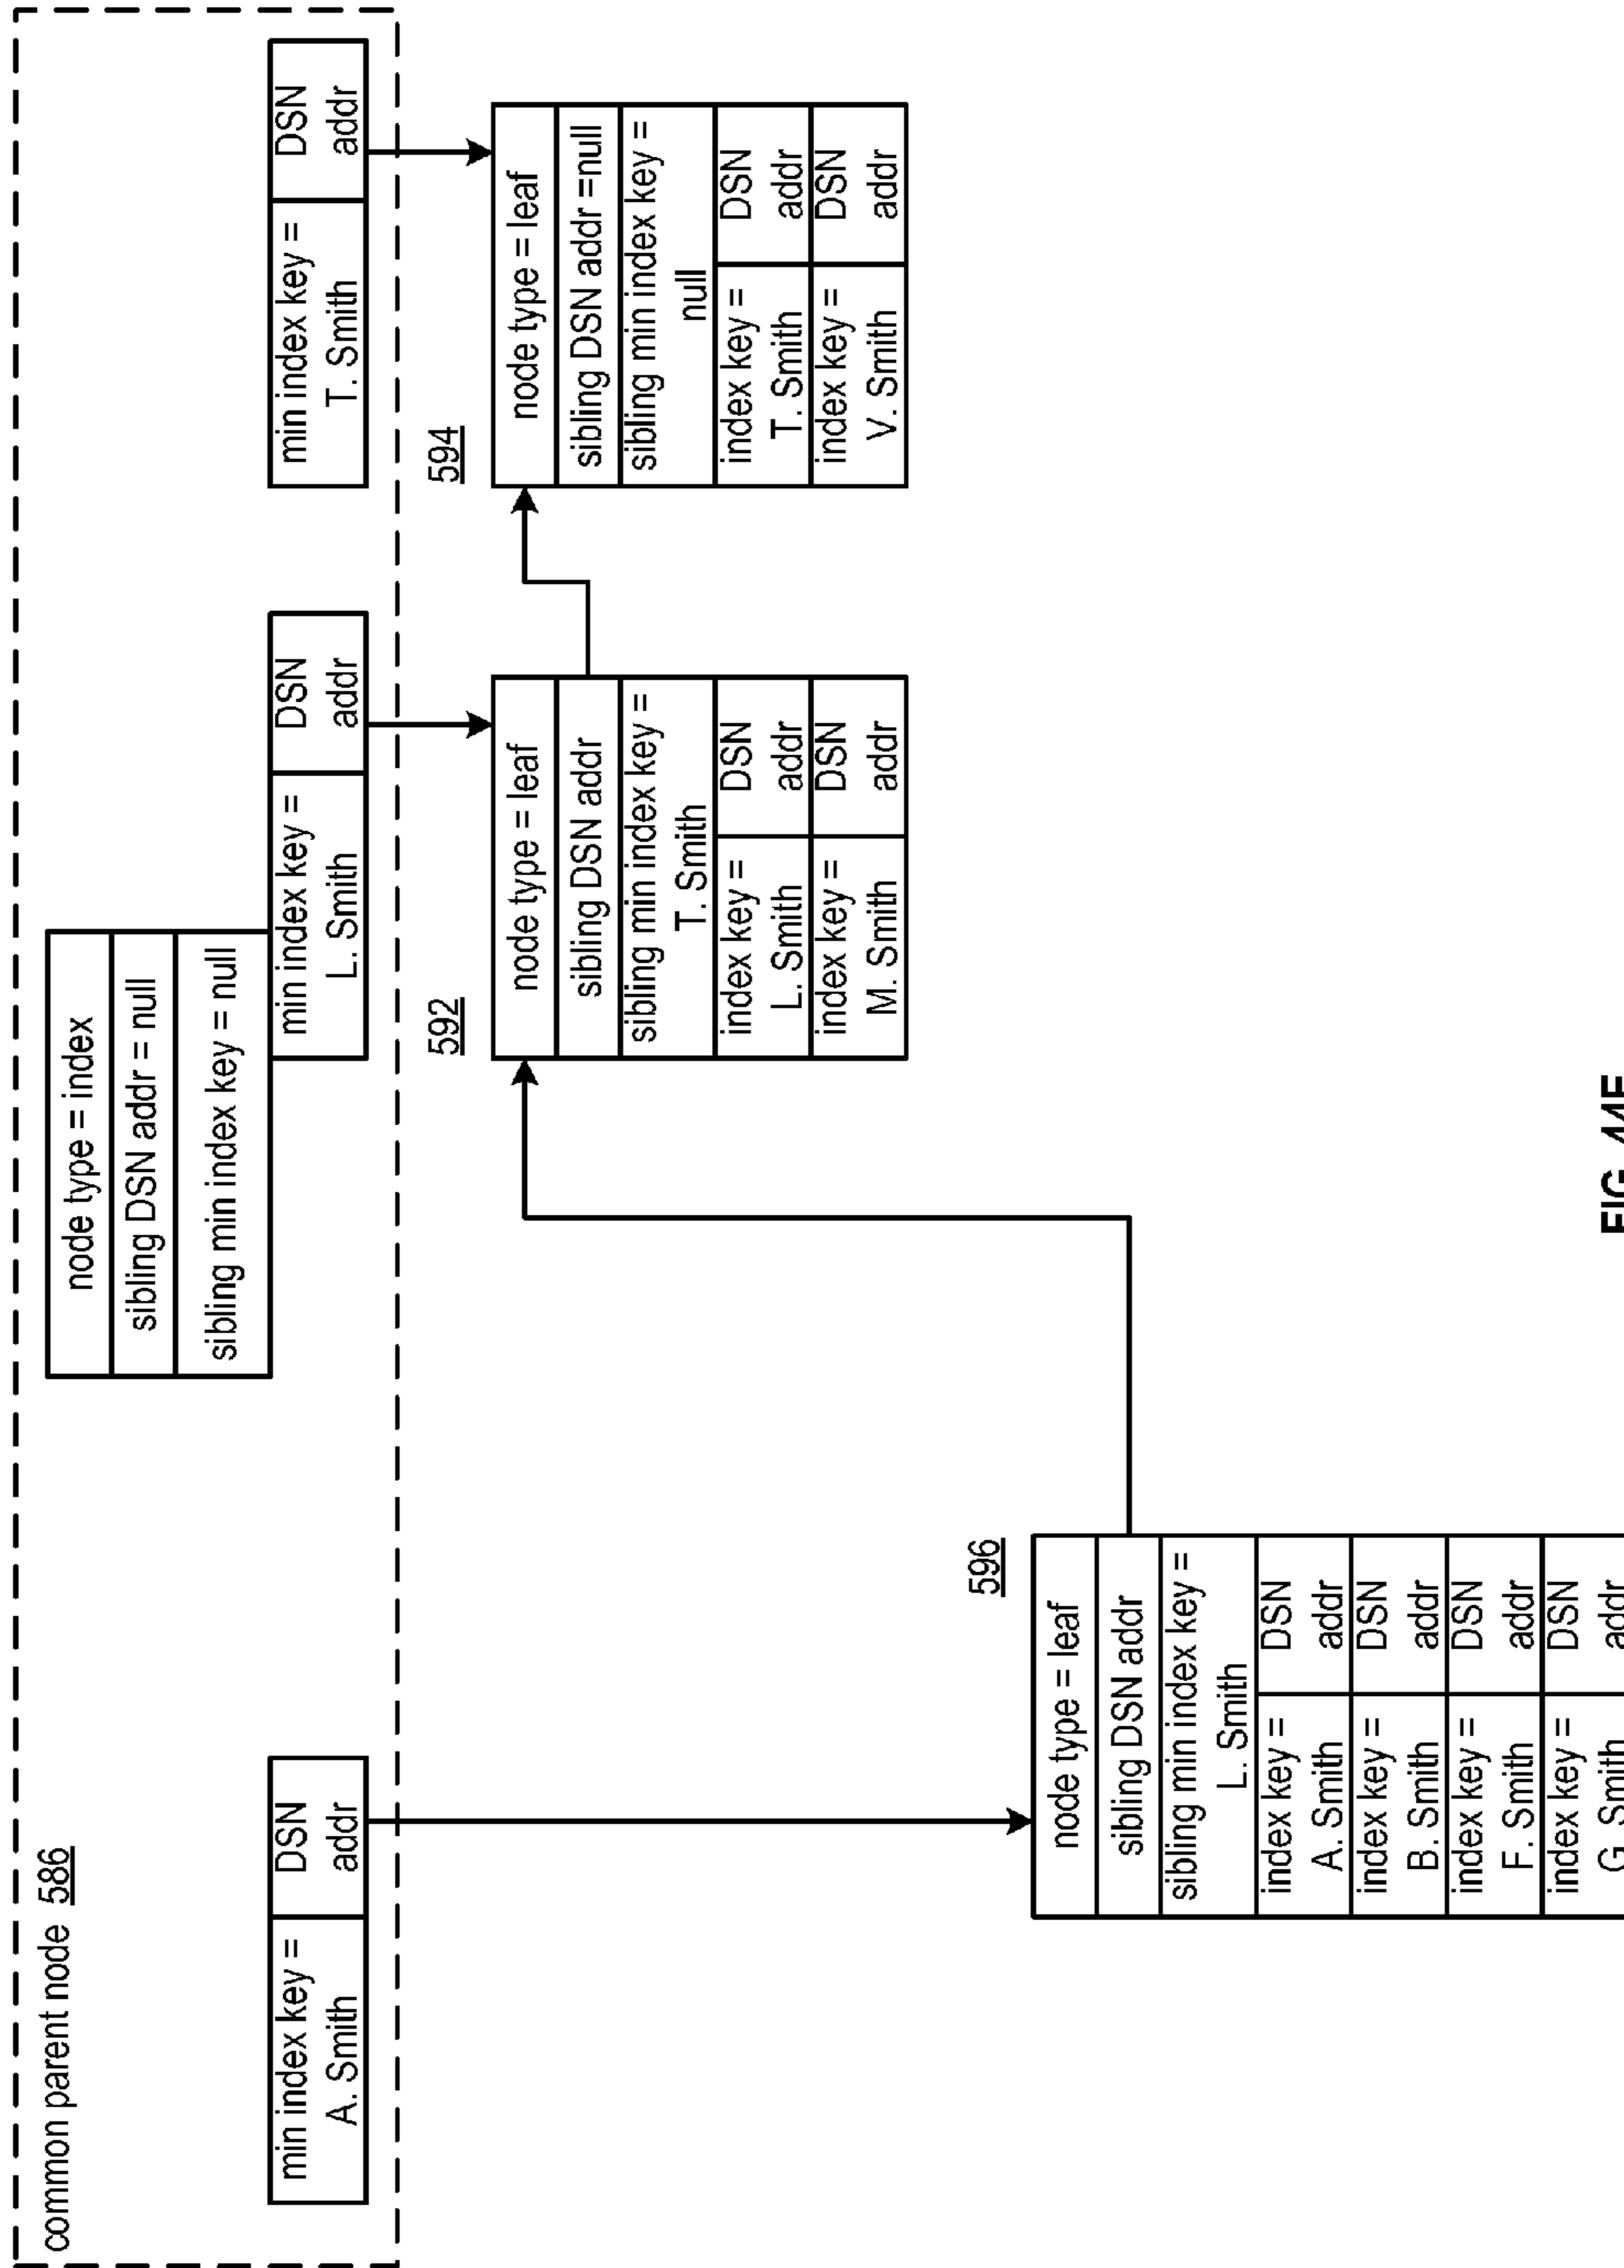 common parent node 586
node type = index
sibling DSN addr = null
sibling min index key = null
min index key =
A. Smith
DSN
addr
min index key =
L. Smith
DSN
addr
min index key =
T. Smith
DSN
addr
592
node type = leaf
sibling DSN addr
sibling min index key =
T. Smith
index key =
L. Smith
DSN
addr
index key =
M. Smith
DSN
addr
594
node type = leaf
sibling DSN addr =null
sibling min index key =
null
index key =
T. Smith
DSN
addr
index key =
V. Smith
DSN
addr
596
node type = leaf
sibling DSN addr
sibling min index key =
L. Smith
index key =
A. Smith
DSN
addr
index key =
B. Smith
DSN
addr
index key =
F. Smith
DSN
addr
index key =
G. Smith
DSN
addr
FIG.